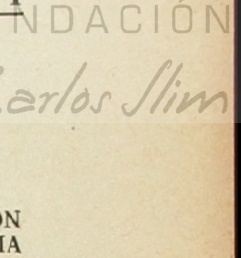 NDACIÓN
Carlos Slim
ON
IA